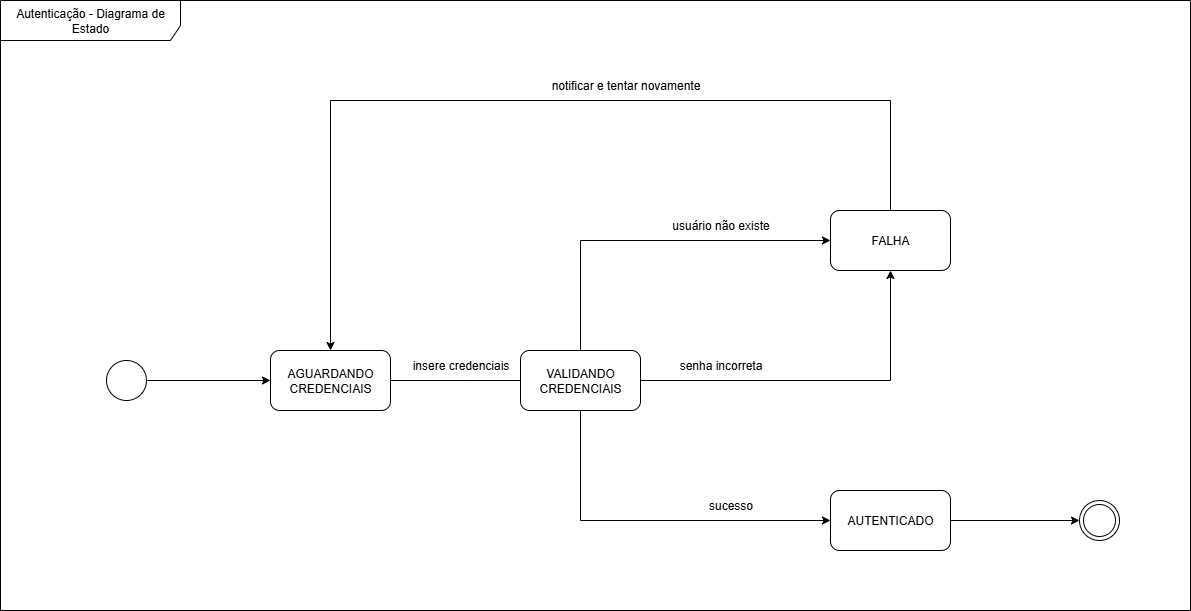 Autenticação - Diagrama de
Estado
notificar e tentar novamente
usuário não existe
FALHA
AGUARDANDO
CREDENCIAIS
insere credenciais
VALIDANDO
CREDENCIAIS
senha incorreta
sucesso
AUTENTICADO